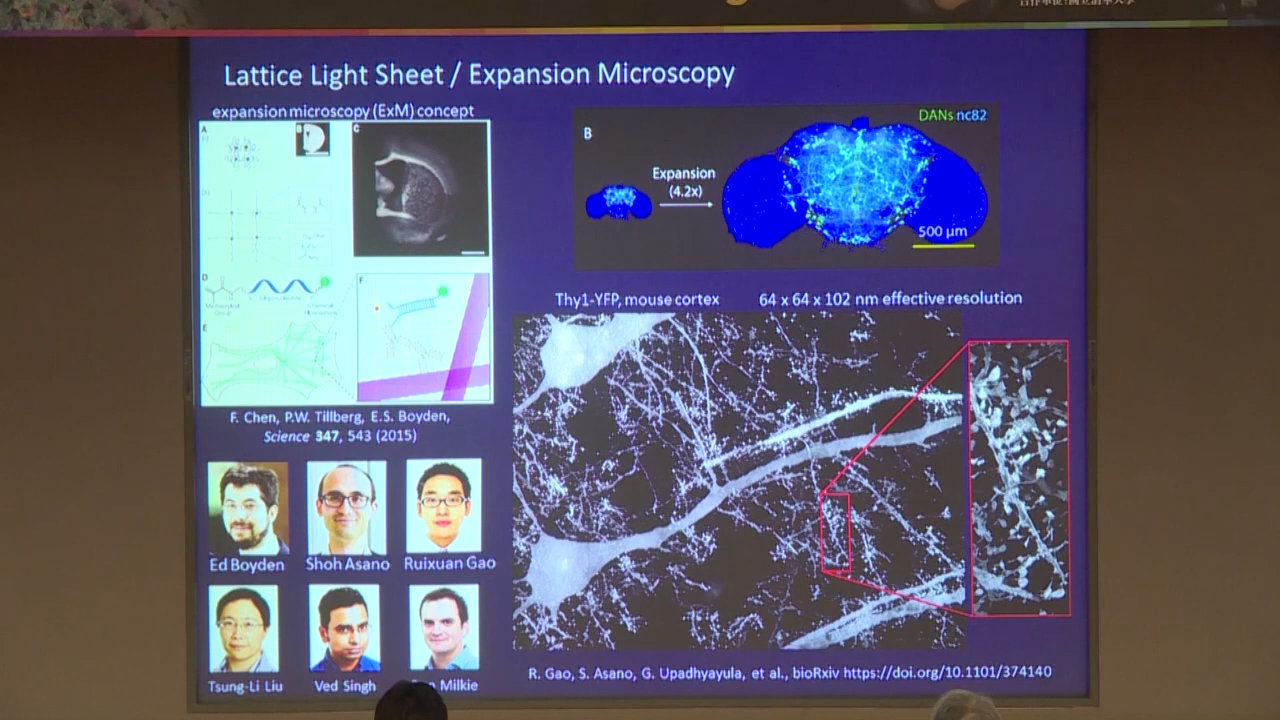 Lattice Light Sheet / Expansion Microscopy
expansion microscopy (ExM) concept
A
B
C
D
E
F
F. Chen, P.W. Tillberg, E.S. Boyden,
Science 347, 543 (2015)
Ed Boyden
Shoh Asano
Ruixuan Gao
Tsung-Li Liu
Ved Singh
Milkie
B
DANs nc82
Expansion
(4.2x)
500 μm
Thy1-YFP, mouse cortex
64 x 64 x 102 nm effective resolution
R. Gao, S. Asano, G. Upadhyayula, et al., bioRxiv https://doi.org/10.1101/374140